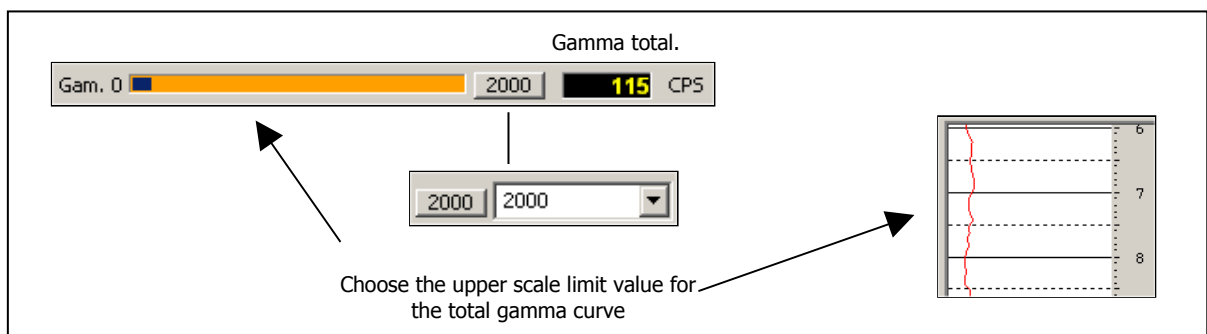 Gamma total.
Gam. 0 2000 115 CPS
2000 2000
6
7
8
Choose the upper scale limit value for
the total gamma curve